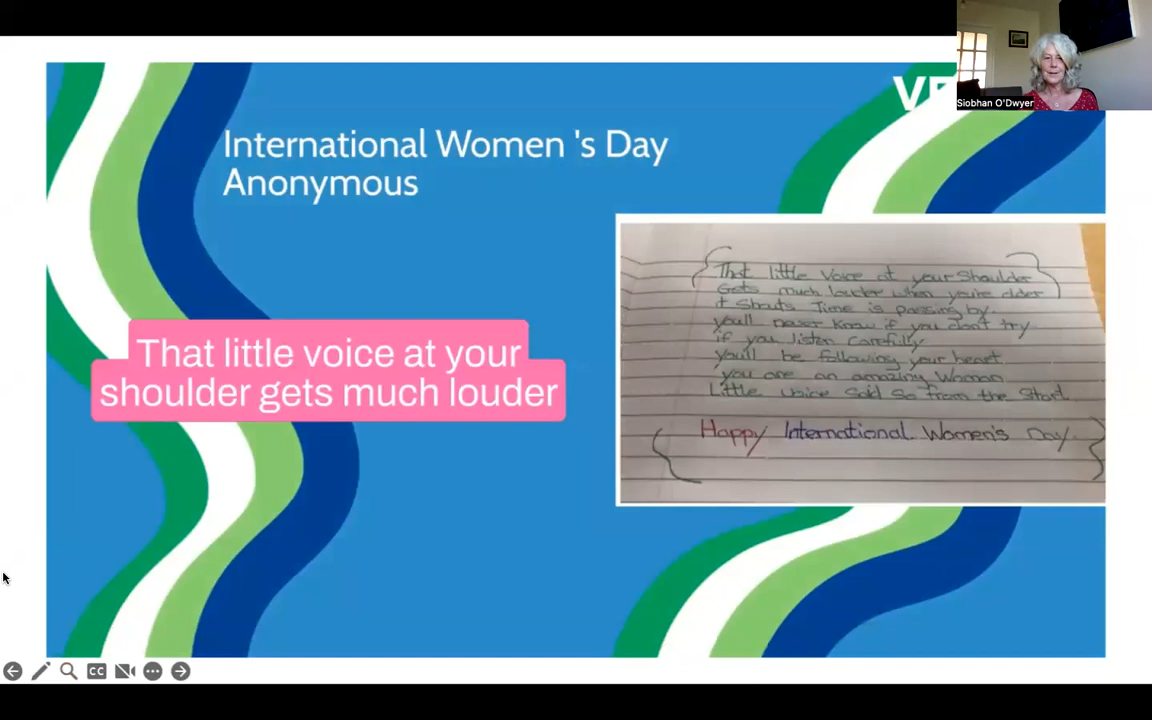 VE
Siobhan O'Dwyer
International Women 's Day
Anonymous
That little voice at your
shoulder gets much louder
That little Voice at your Shoulder
Gets much louder when you're older
it Shouts Time is passing by.
you'll never know if you don't try
if you listen carefully
you'll be following your heart
you are an amazing Woman
Little voice said so from the Start
Happy International Women's Day.
CC